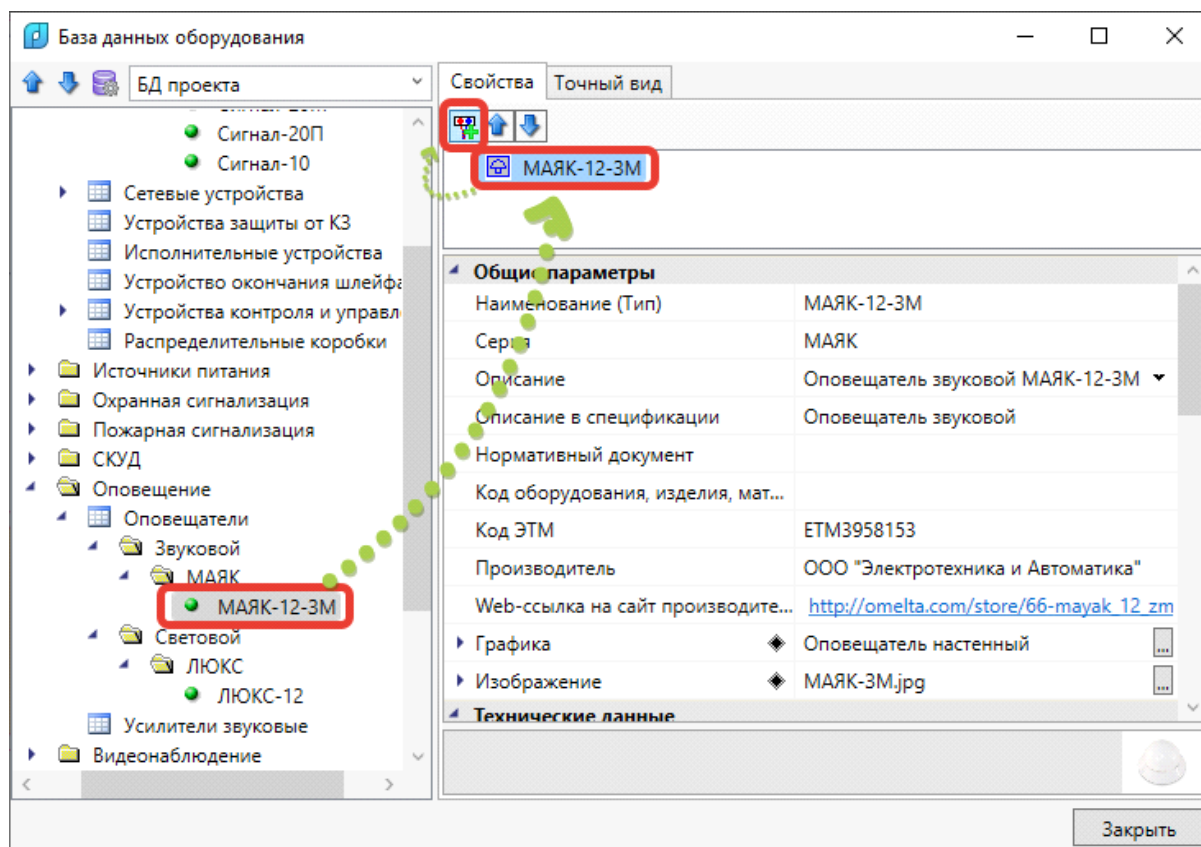 База данных оборудования
БД проекта
Сигнал-20П
Сигнал-10
Сетевые устройства
Устройства защиты от КЗ
Исполнительные устройства
Устройство окончания шлейфа
Устройства контроля и управл
Распределительные коробки
Источники питания
Охранная сигнализация
Пожарная сигнализация
СКУД
Оповещение
Оповещатели
Звуковой
МАЯК
МАЯК-12-3М
Световой
ЛЮКС
ЛЮКС-12
Усилители звуковые
Видеонаблюдение
Свойства Точный вид
МАЯК-12-3М
Общие параметры
Наименование (Тип) МАЯК-12-3М
Серия МАЯК
Описание Оповещатель звуковой МАЯК-12-3М
Описание в спецификации Оповещатель звуковой
Нормативный документ
Код оборудования, изделия, мат...
Код ЭТМ ETM3958153
Производитель ООО "Электротехника и Автоматика"
Web-ссылка на сайт производите... http://omelta.com/store/66-mayak_12_zm
Графика Оповещатель настенный
Изображение МАЯК-3М.jpg
Технические данные
Закрыть